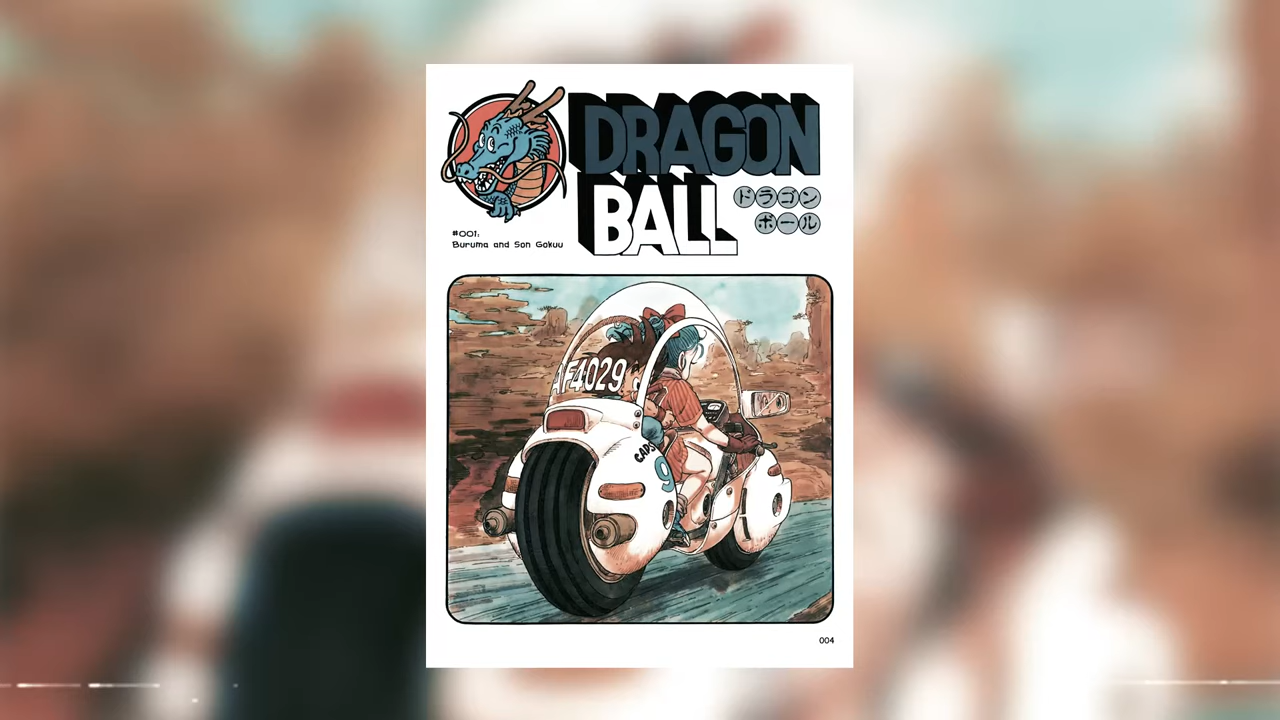 DRAGON
BALL
ドラゴン
ボール
#001:
Buruma and Son Gokuu
AF4029
CAPS
9
004